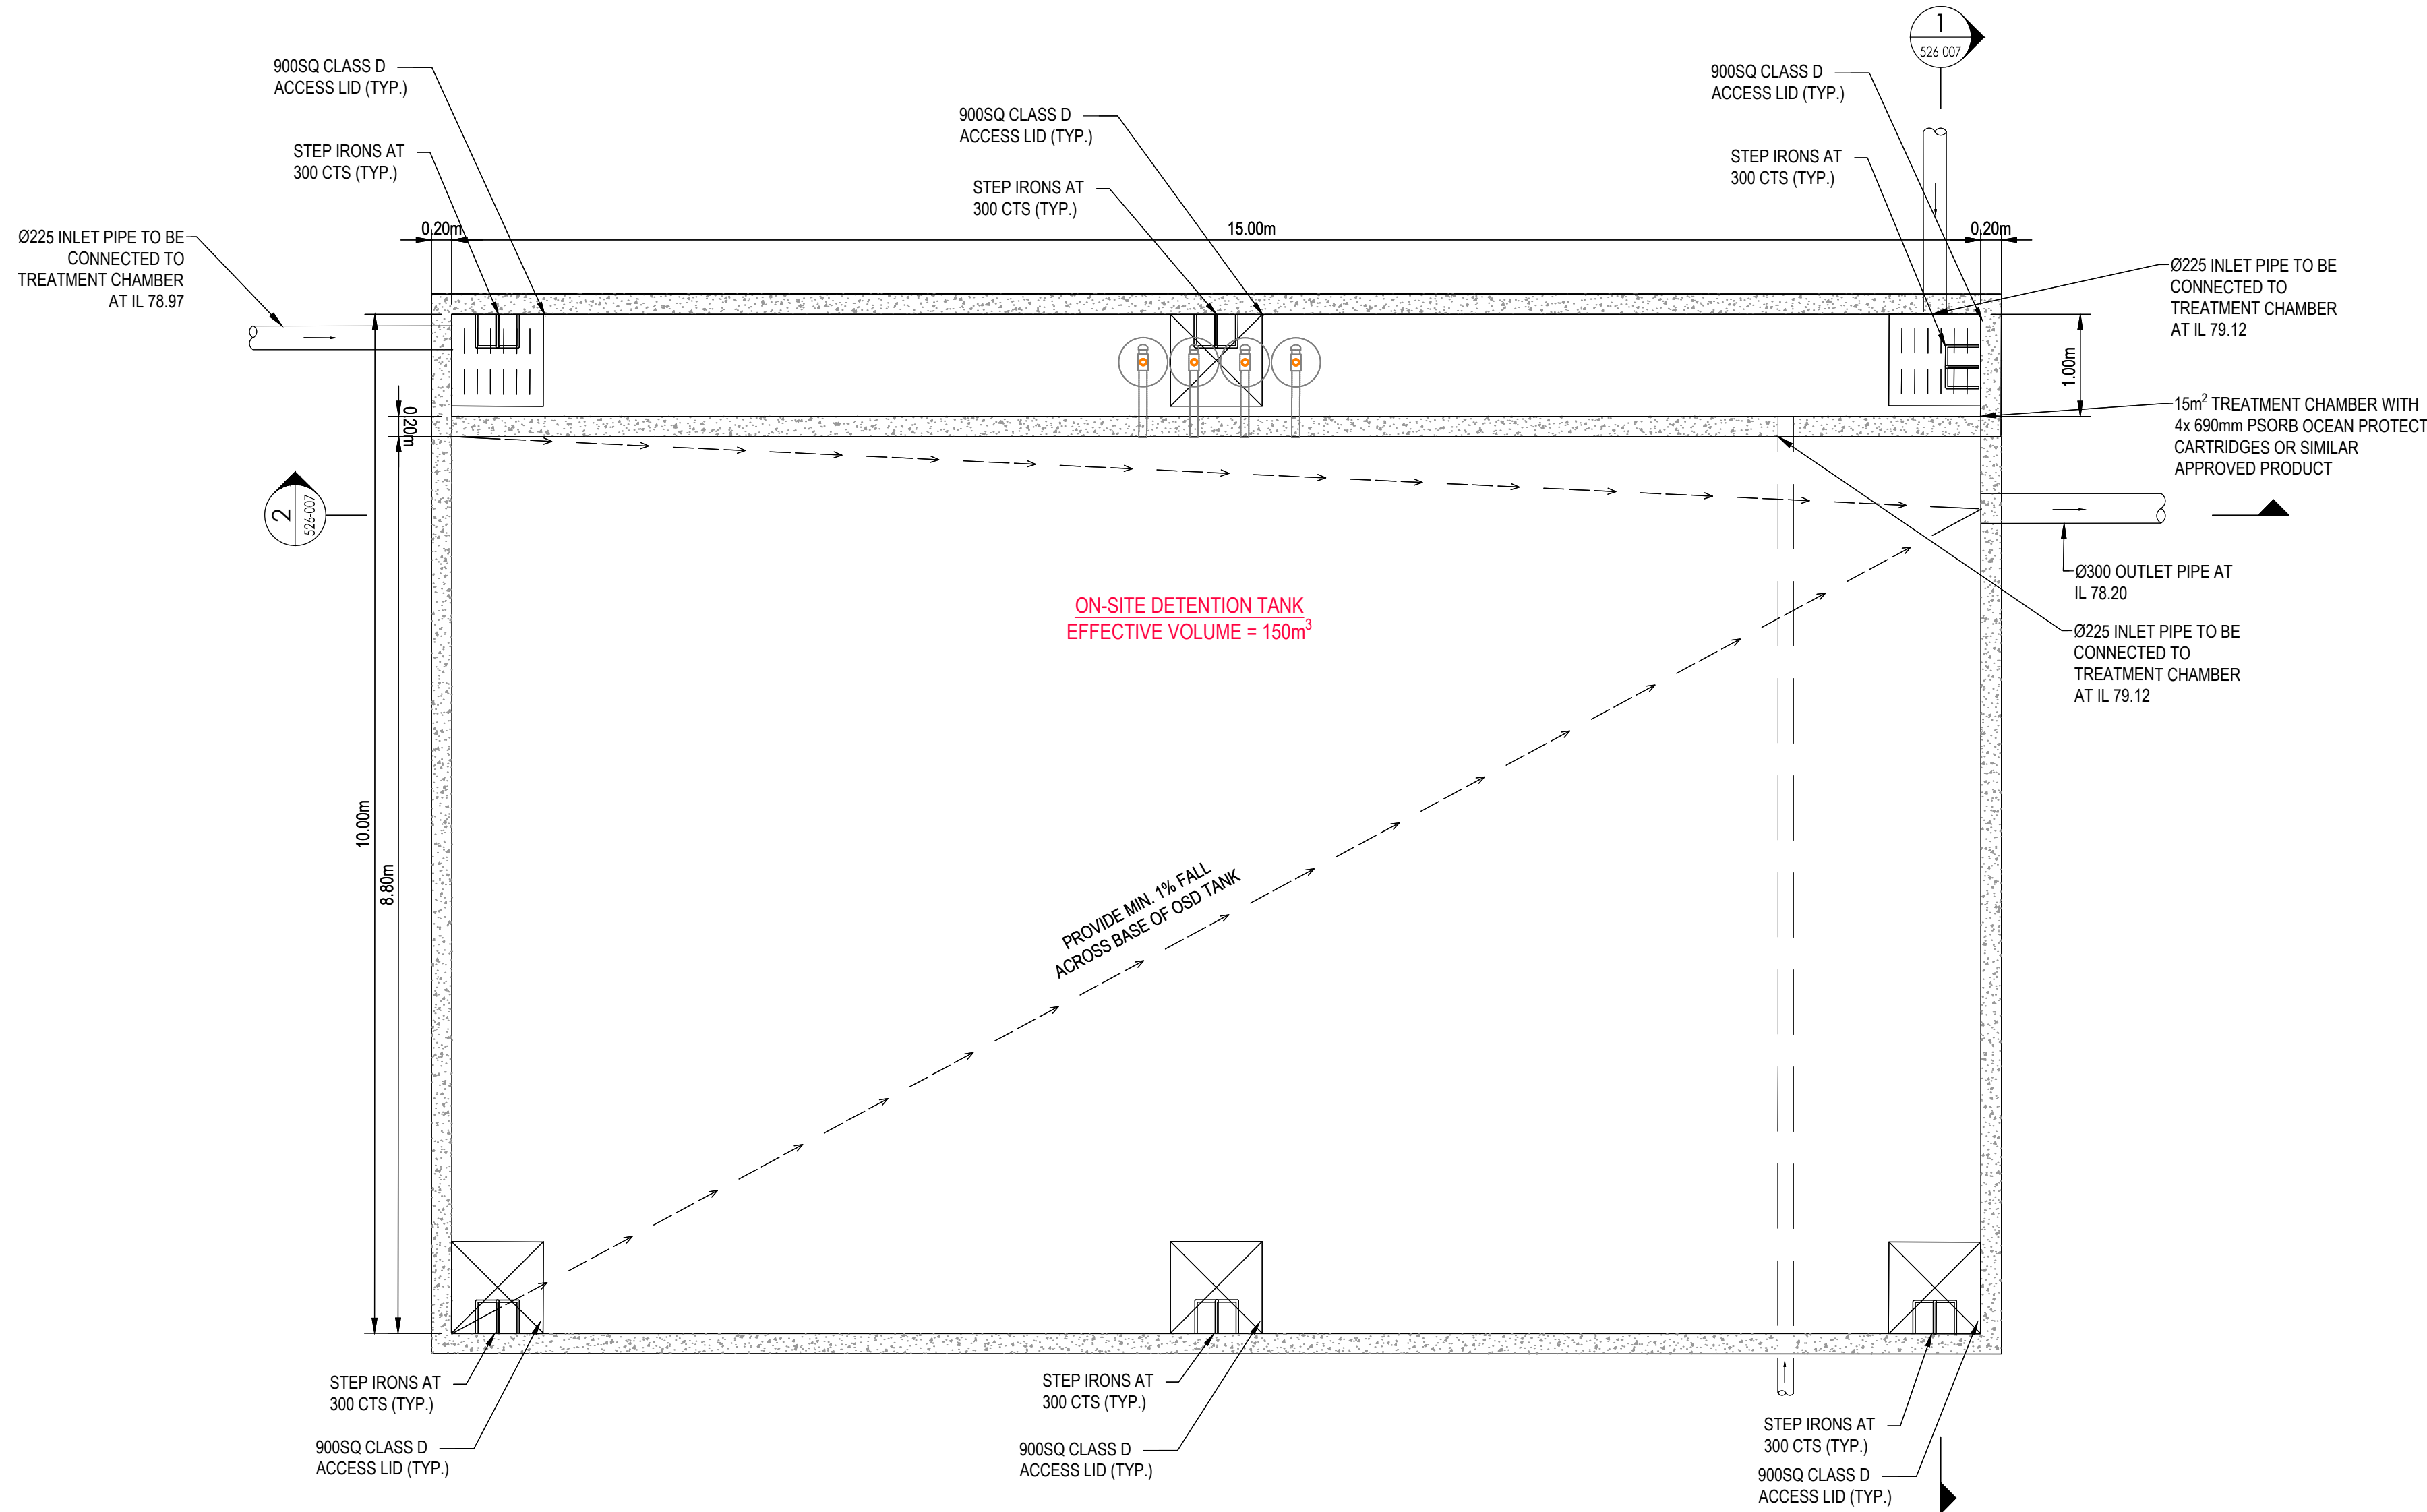 1
526-007
900SQ CLASS D
ACCESS LID (TYP.)
STEP IRONS AT
300 CTS (TYP.)
900SQ CLASS D
ACCESS LID (TYP.)
STEP IRONS AT
300 CTS (TYP.)
900SQ CLASS D
ACCESS LID (TYP.)
STEP IRONS AT
300 CTS (TYP.)
Ø225 INLET PIPE TO BE
CONNECTED TO
TREATMENT CHAMBER
AT IL 78.97
0.20m
15.00m
0.20m
Ø225 INLET PIPE TO BE
CONNECTED TO
TREATMENT CHAMBER
AT IL 79.12
1.00m
15m² TREATMENT CHAMBER WITH
4x 690mm PSORB OCEAN PROTECT
CARTRIDGES OR SIMILAR
APPROVED PRODUCT
0.20m
2
526-007
Ø300 OUTLET PIPE AT
IL 78.20
ON-SITE DETENTION TANK
EFFECTIVE VOLUME = 150m³
Ø225 INLET PIPE TO BE
CONNECTED TO
TREATMENT CHAMBER
AT IL 79.12
10.00m
8.80m
PROVIDE MIN. 1% FALL
ACROSS BASE OF OSD TANK
STEP IRONS AT
300 CTS (TYP.)
900SQ CLASS D
ACCESS LID (TYP.)
STEP IRONS AT
300 CTS (TYP.)
900SQ CLASS D
ACCESS LID (TYP.)
STEP IRONS AT
300 CTS (TYP.)
900SQ CLASS D
ACCESS LID (TYP.)